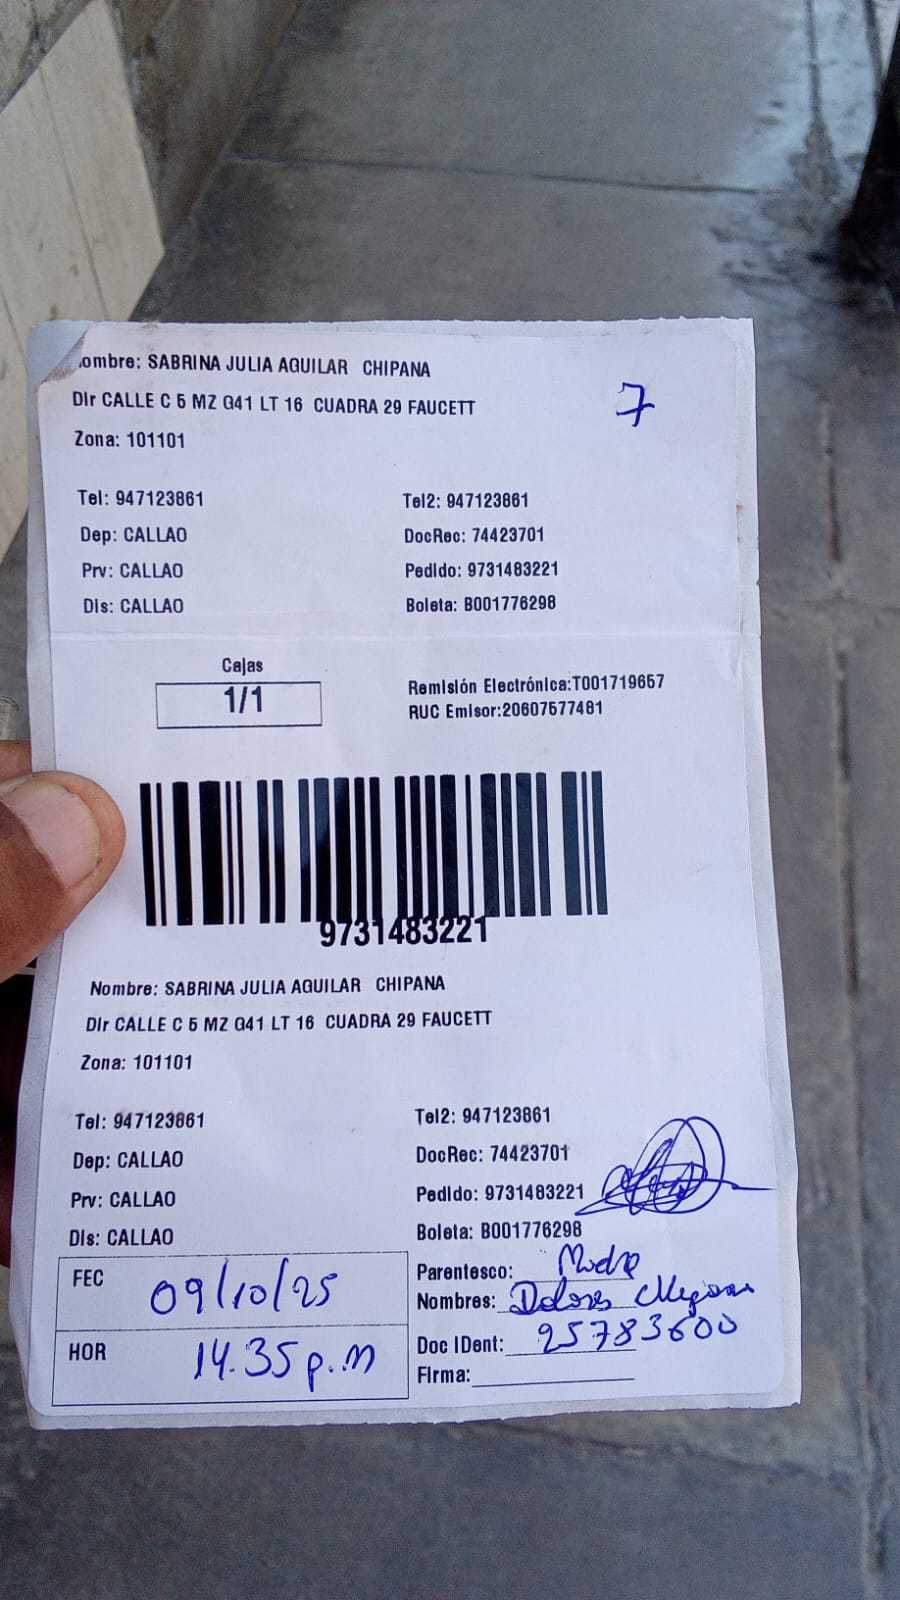 ombre: SABRINA JULIA AGUILAR CHIPANA
Dir CALLE C 5 MZ G41 LT 16 CUADRA 29 FAUCETT
7
Zona: 101101
Tel: 947123861 Tel2: 947123861
Dep: CALLAO DocRec: 74423701
Prv: CALLAO Pedido: 9731483221
Dis: CALLAO Boleta: B001776298
Cajas
1/1
Remisión Electrónica:T001719657
RUC Emisor:20607577481
9731483221
Nombre: SABRINA JULIA AGUILAR CHIPANA
Dir CALLE C 5 MZ G41 LT 16 CUADRA 29 FAUCETT
Zona: 101101
Tel: 947123861 Tel2: 947123861
Dep: CALLAO DocRec: 74423701
Prv: CALLAO Pedido: 9731483221
Dis: CALLAO Boleta: B001776298
FEC 09/10/25
Parentesco: Madre
Nombres: Dolores
HOR 14.35 p.m
Doc IDent: 25783600
Firma: